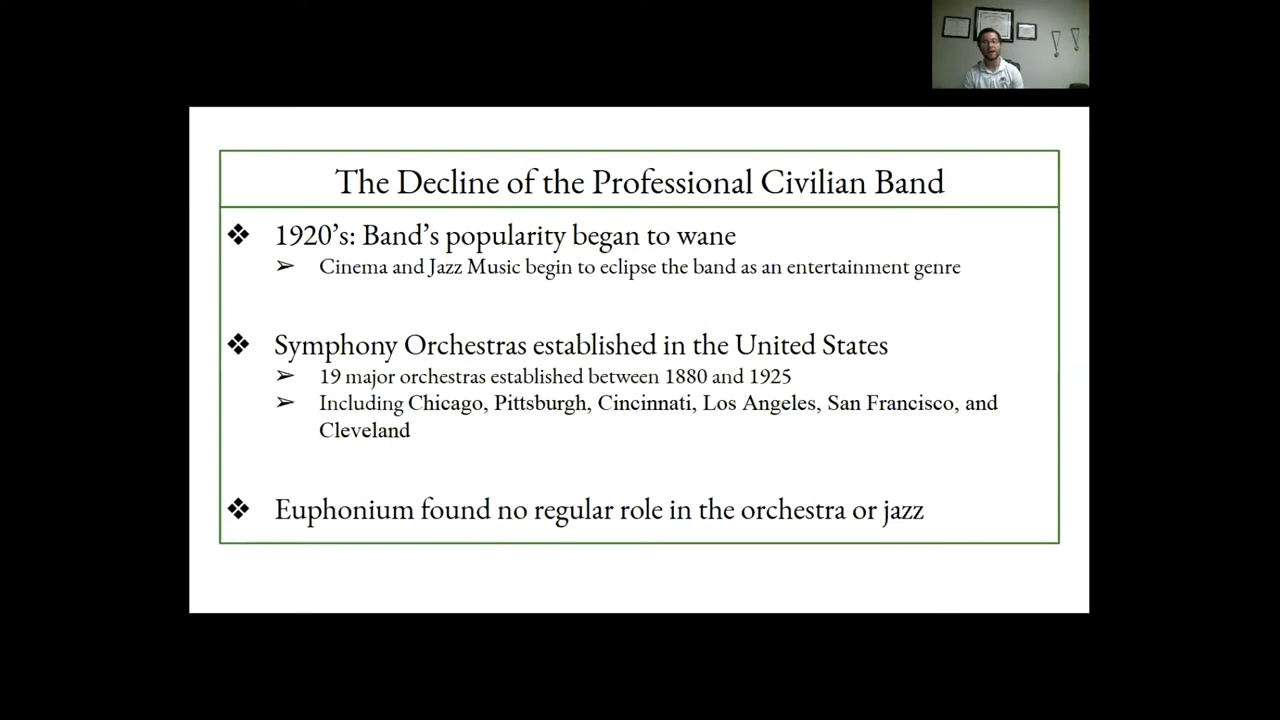 The Decline of the Professional Civilian Band
❖ 1920's: Band's popularity began to wane
➢ Cinema and Jazz Music begin to eclipse the band as an entertainment genre
❖ Symphony Orchestras established in the United States
➢ 19 major orchestras established between 1880 and 1925
➢ Including Chicago, Pittsburgh, Cincinnati, Los Angeles, San Francisco, and
Cleveland
❖ Euphonium found no regular role in the orchestra or jazz